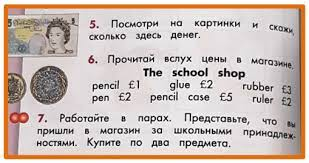 5. Посмотри на картинки и скажи,
сколько здесь денег.
6. Прочитай вслух цены в магазине.
The school shop
pencil £1 glue £2 rubber £3
pen £2 pencil case £5 ruler £2
7. Работайте в парах. Представьте, что вы
пришли в магазин за школьными принадлеж-
ностями. Купите по два предмета.